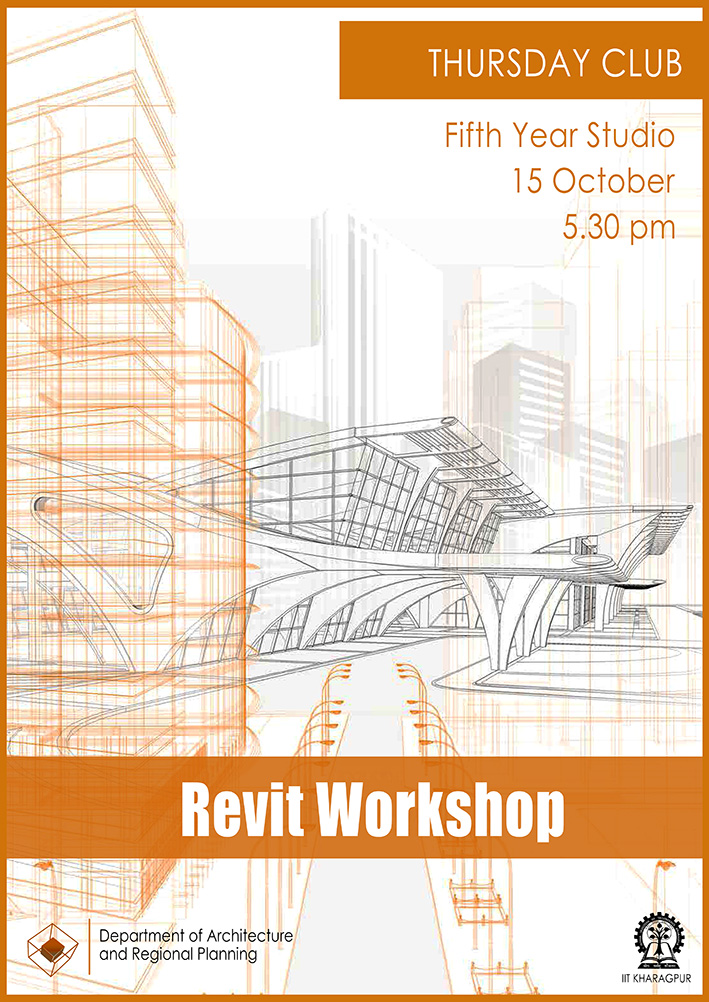 THURSDAY CLUB
Fifth Year Studio
15 October
5.30 pm
Revit Workshop
Department of Architecture
and Regional Planning
IIT KHARAGPUR